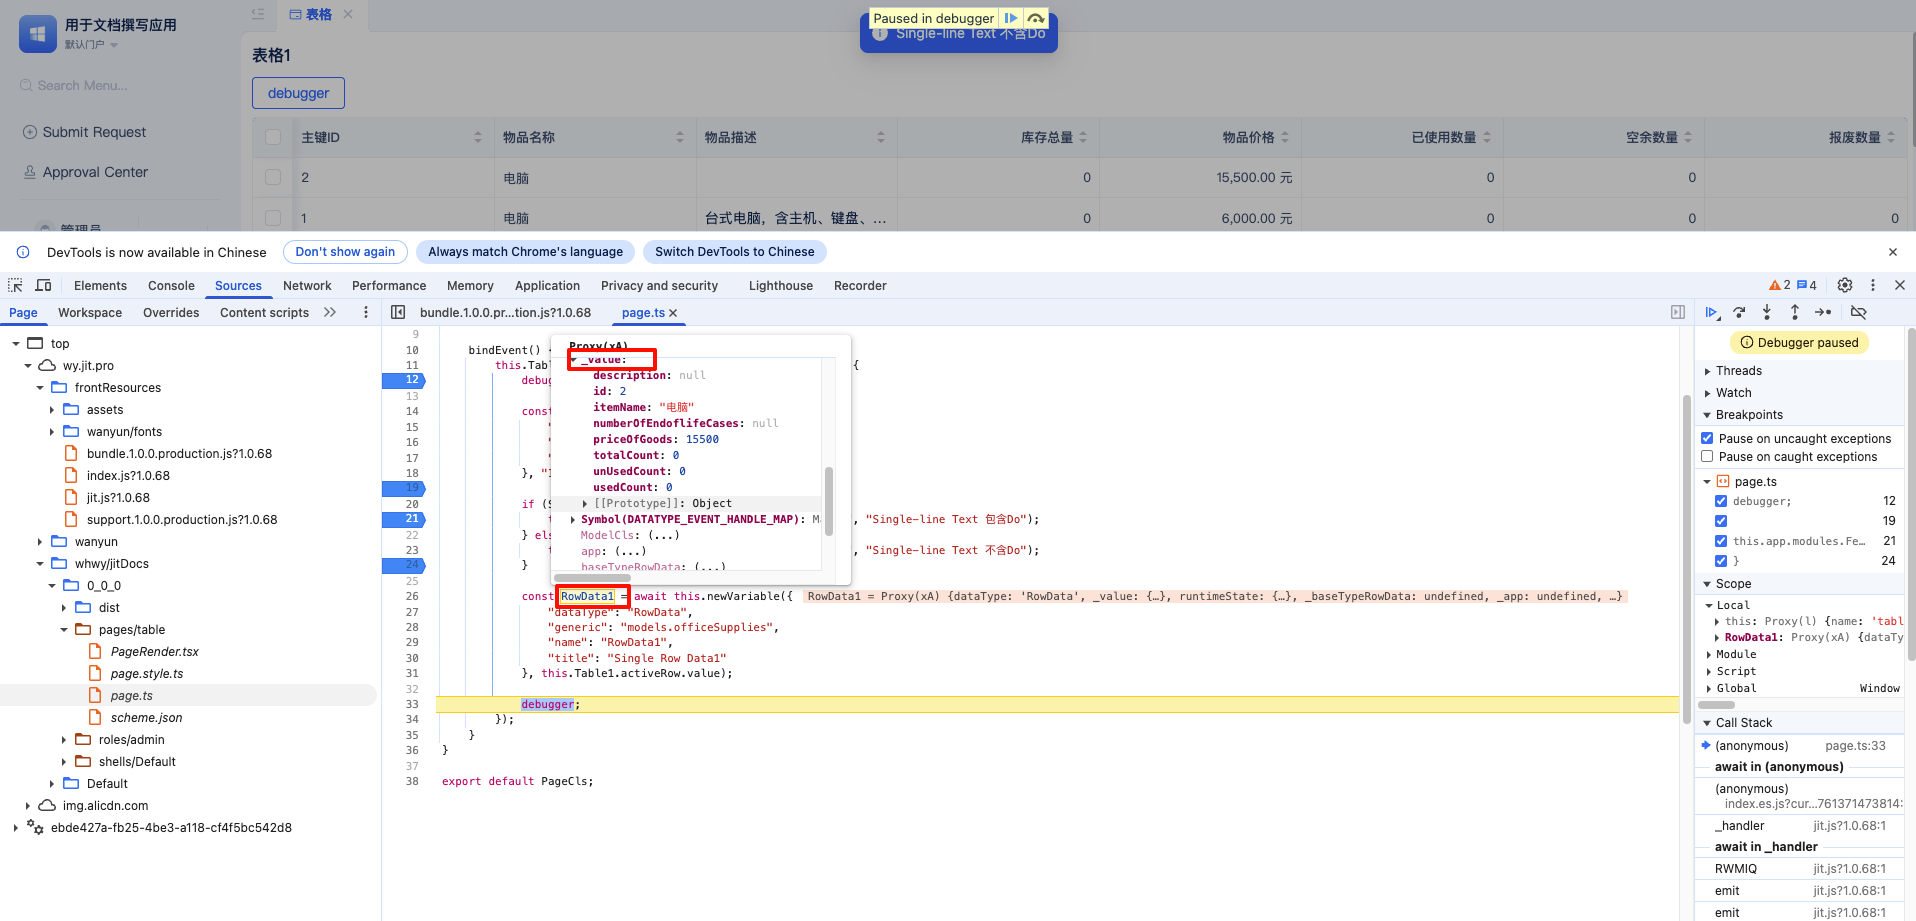 用于文档撰写应用
默认门户
表格
Paused in debugger
Single-line Text 不含Do
Search Menu...
Submit Request
Approval Center
管理员
表格1
debugger
主键ID 物品名称 物品描述 库存总量 物品价格 已使用数量 空余数量 报废数量
2 电脑 0 15,500.00 元 0 0
1 电脑 台式电脑，含主机、键盘、... 0 6,000.00 元 0 0 0
DevTools is now available in Chinese Don't show again Always match Chrome's language Switch DevTools to Chinese
Elements Console Sources Network Performance Memory Application Privacy and security Lighthouse Recorder 2 4
Page Workspace Overrides Content scripts
bundle.1.0.0.pr...tion.js?1.0.68 page.ts
top
wy.jit.pro
frontResources
assets
wanyun/fonts
bundle.1.0.0.production.js?1.0.68
index.js?1.0.68
jit.js?1.0.68
support.1.0.0.production.js?1.0.68
wanyun
whwy/jitDocs
0_0_0
dist
pages/table
PageRender.tsx
page.style.ts
page.ts
scheme.json
roles/admin
shells/Default
Default
img.alicdn.com
ebde427a-fb25-4be3-a118-cf4f5bc542d8
9
10 bindEvent() {
11 this.Tab {
12 debug
13
14 cons
15
16
17
18 }, "
19
20 if (
21 t , "Single-line Text 包含Do");
22 } els
23 t , "Single-line Text 不含Do");
24 }
25
26 const RowData1 = await this.newVariable({ RowData1 = Proxy(xA) {dataType: 'RowData', _value: {…}, runtimeState: {…}, _baseTypeRowData: undefined, _app: undefined, …}
27 "dataType": "RowData",
28 "generic": "models.officeSupplies",
29 "name": "RowData1",
30 "title": "Single Row Data1"
31 }, this.Table1.activeRow.value);
32
33 debugger;
34 });
35 }
36 }
37
38 export default PageCls;
Proxy(xA)
_value:
description: null
id: 2
itemName: "电脑"
numberOfEndoflifeCases: null
priceOfGoods: 15500
totalCount: 0
unUsedCount: 0
usedCount: 0
[[Prototype]]: Object
Symbol(DATATYPE_EVENT_HANDLE_MAP): M
ModelCls: (...)
app: (...)
baseTypeRowData: (...)
Debugger paused
Threads
Watch
Breakpoints
Pause on uncaught exceptions
Pause on caught exceptions
page.ts
debugger; 12
19
this.app.modules.Fe… 21
} 24
Scope
Local
this: Proxy(l) {name: 'tabl
RowData1: Proxy(xA) {dataTy
Module
Script
Global Window
Call Stack
(anonymous) page.ts:33
await in (anonymous)
(anonymous)
index.es.js?cur...761371473814:
_handler jit.js?1.0.68:1
await in _handler
RWMIQ jit.js?1.0.68:1
emit jit.js?1.0.68:1
emit jit.js?1.0.68:1